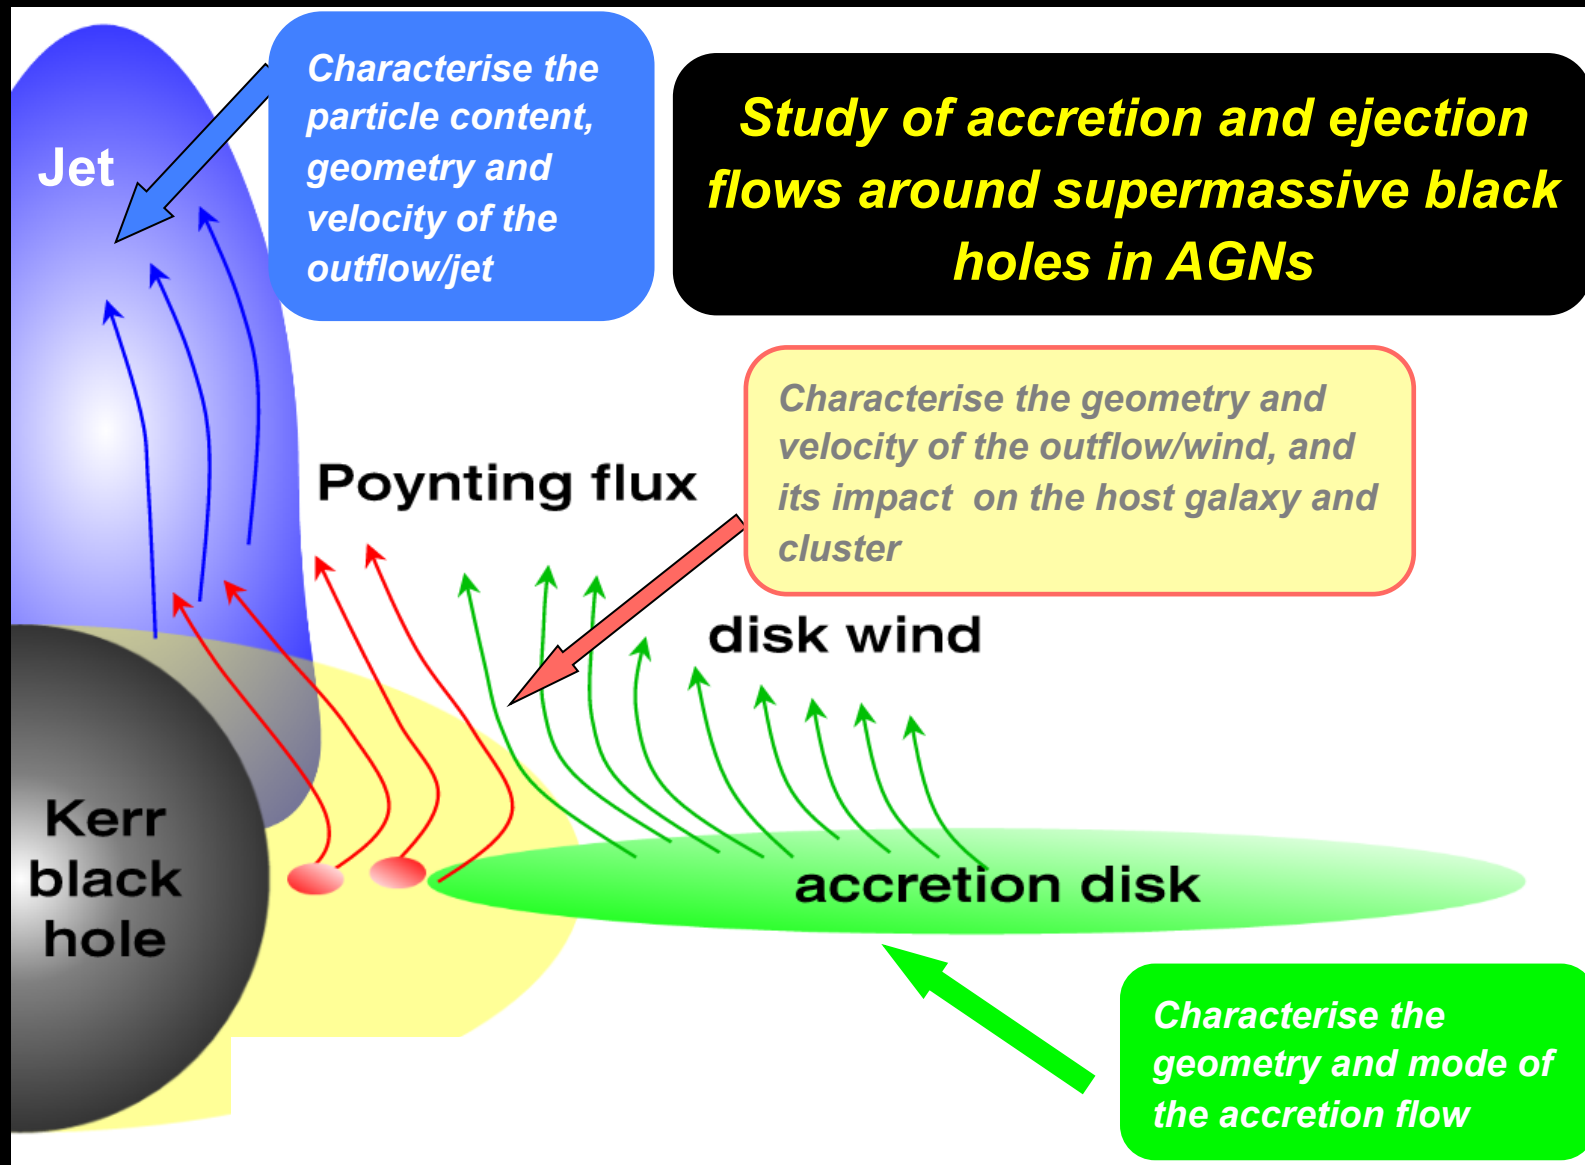 Characterise the
particle content,
geometry and
velocity of the
outflow/jet
Study of accretion and ejection
flows around supermassive black
holes in AGNs
Jet
Characterise the geometry and
velocity of the outflow/wind, and
its impact on the host galaxy and
cluster
Poynting flux
disk wind
Kerr
black
hole
accretion disk
Characterise the
geometry and mode of
the accretion flow